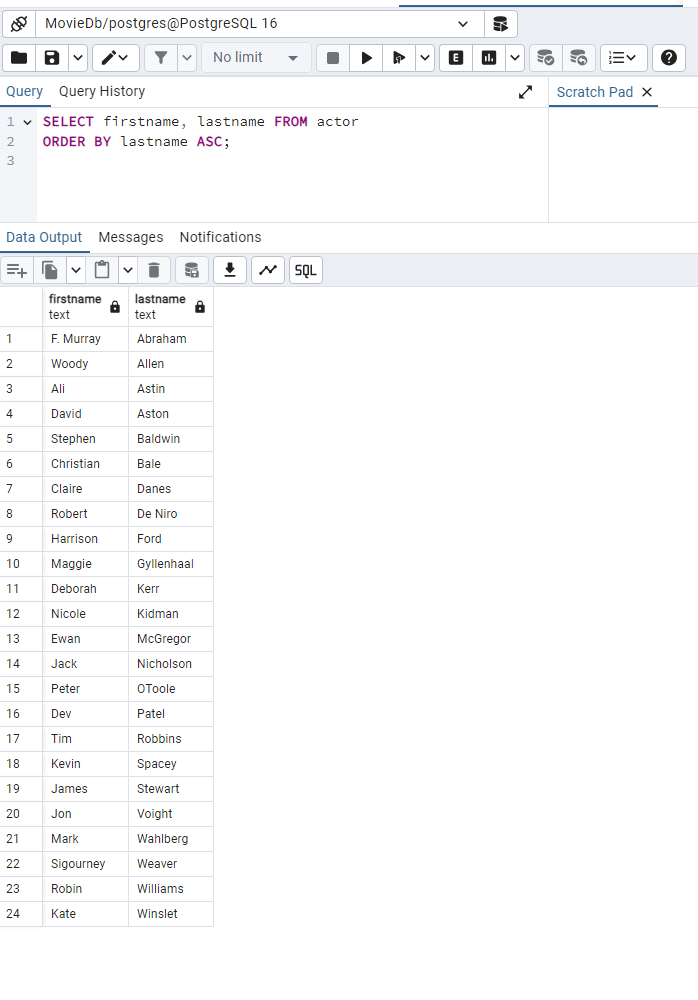 MovieDb/postgres@PostgreSQL 16
No limit
E
Query Query History
Scratch Pad
1 SELECT firstname, lastname FROM actor
2 ORDER BY lastname ASC;
3
Data Output Messages Notifications
SQL
firstname lastname
text text
1 F. Murray Abraham
2 Woody Allen
3 Ali Astin
4 David Aston
5 Stephen Baldwin
6 Christian Bale
7 Claire Danes
8 Robert De Niro
9 Harrison Ford
10 Maggie Gyllenhaal
11 Deborah Kerr
12 Nicole Kidman
13 Ewan McGregor
14 Jack Nicholson
15 Peter OToole
16 Dev Patel
17 Tim Robbins
18 Kevin Spacey
19 James Stewart
20 Jon Voight
21 Mark Wahlberg
22 Sigourney Weaver
23 Robin Williams
24 Kate Winslet